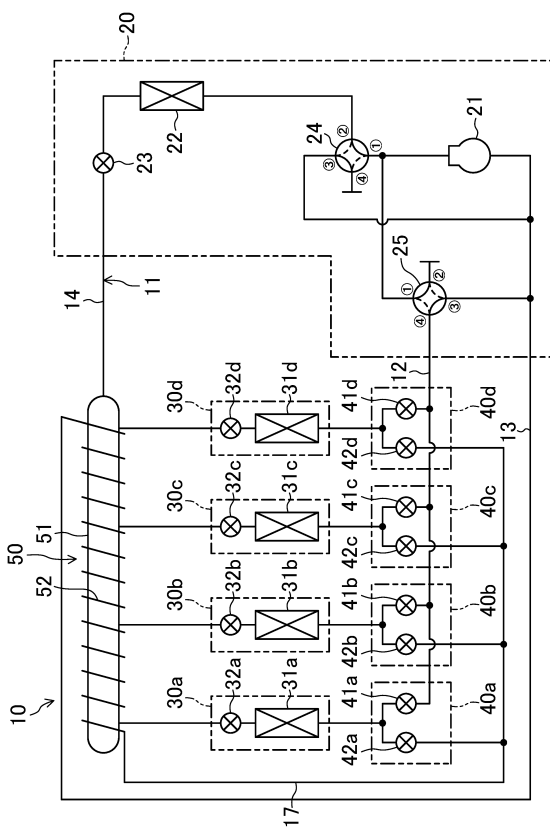 10
50
52
51
14
11
23
22
20
24
①
②
③
④
21
25
①
②
③
④
12
13
17
30a
32a
31a
30b
32b
31b
30c
32c
31c
30d
32d
31d
42a
41a
40a
42b
41b
40b
42c
41c
40c
42d
41d
40d